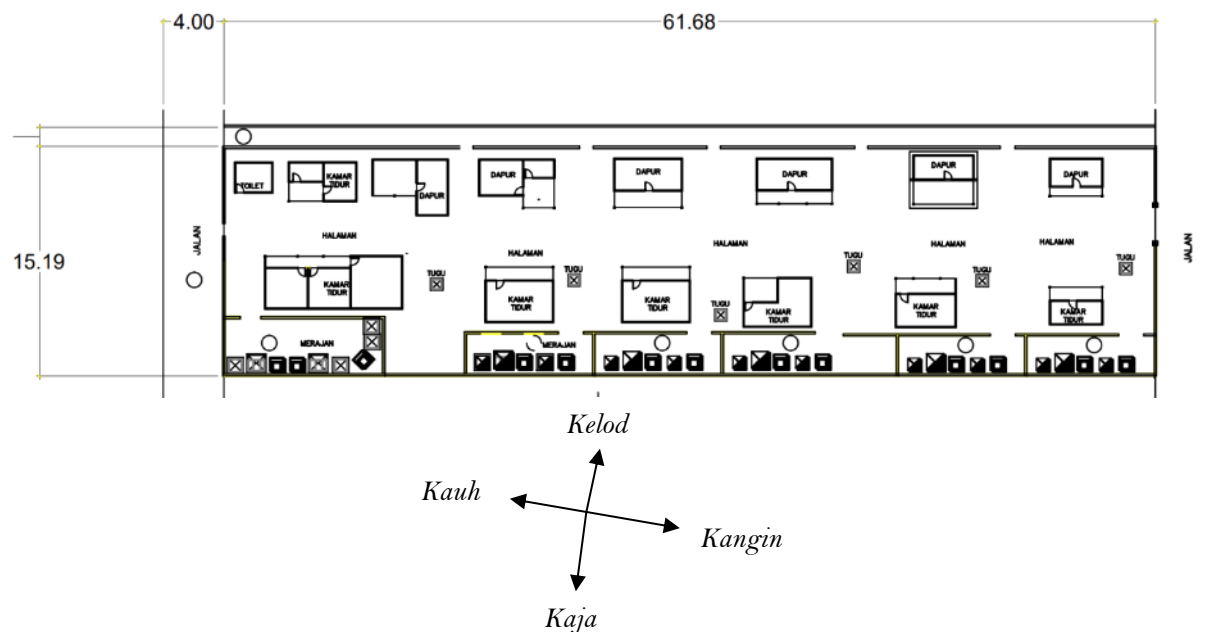 4.00
61.68
15.19
TOILET
KAMAR
TIDUR
DAPUR
DAPUR
DAPUR
DAPUR
DAPUR
DAPUR
JALAN
HALAMAN
HALAMAN
HALAMAN
HALAMAN
HALAMAN
JALAN
TUGU
TUGU
TUGU
TUGU
TUGU
TUGU
KAMAR
TIDUR
KAMAR
TIDUR
KAMAR
TIDUR
KAMAR
TIDUR
KAMAR
TIDUR
KAMAR
TIDUR
MERAJAN
MERAJAN
Kelod
Kauh
Kangin
Kaja